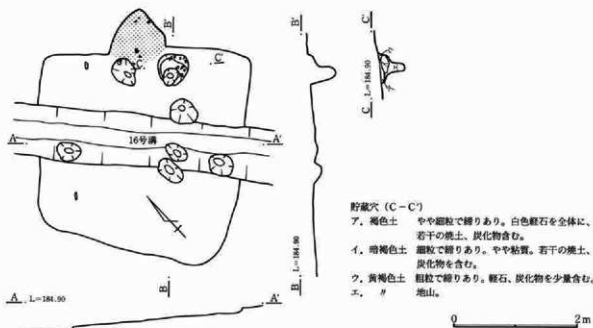 B'
B'
C'
C
C'
L=184.90
C
A
16号溝
A'
貯蔵穴(C-C')
ア. 褐色土 やや細粒で締りあり。白色軽石を全体に、
若干の焼土、炭化物含む。
イ. 暗褐色土 細粒で締りあり。やや粘質。若干の焼土、
炭化物を含む。
ウ. 黄褐色土 粗粒で締りあり。軽石、炭化物を少量含む。
エ. 〃 地山。
B
B
L=184.90
A
L=184.90
A'
0
2m